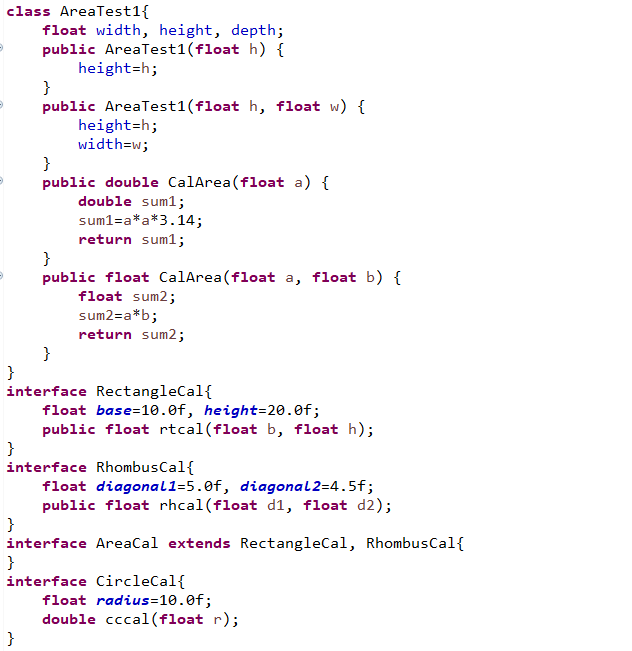 class AreaTest1{
    float width, height, depth;
    public AreaTest1(float h) {
        height=h;
    }
    public AreaTest1(float h, float w) {
        height=h;
        width=w;
    }
    public double CalArea(float a) {
        double sum1;
        sum1=a*a*3.14;
        return sum1;
    }
    public float CalArea(float a, float b) {
        float sum2;
        sum2=a*b;
        return sum2;
    }
}
interface RectangleCal{
    float base=10.0f, height=20.0f;
    public float rtcal(float b, float h);
}
interface RhombusCal{
    float diagonal1=5.0f, diagonal2=4.5f;
    public float rhcal(float d1, float d2);
}
interface AreaCal extends RectangleCal, RhombusCal{
}
interface CircleCal{
    float radius=10.0f;
    double cccal(float r);
}